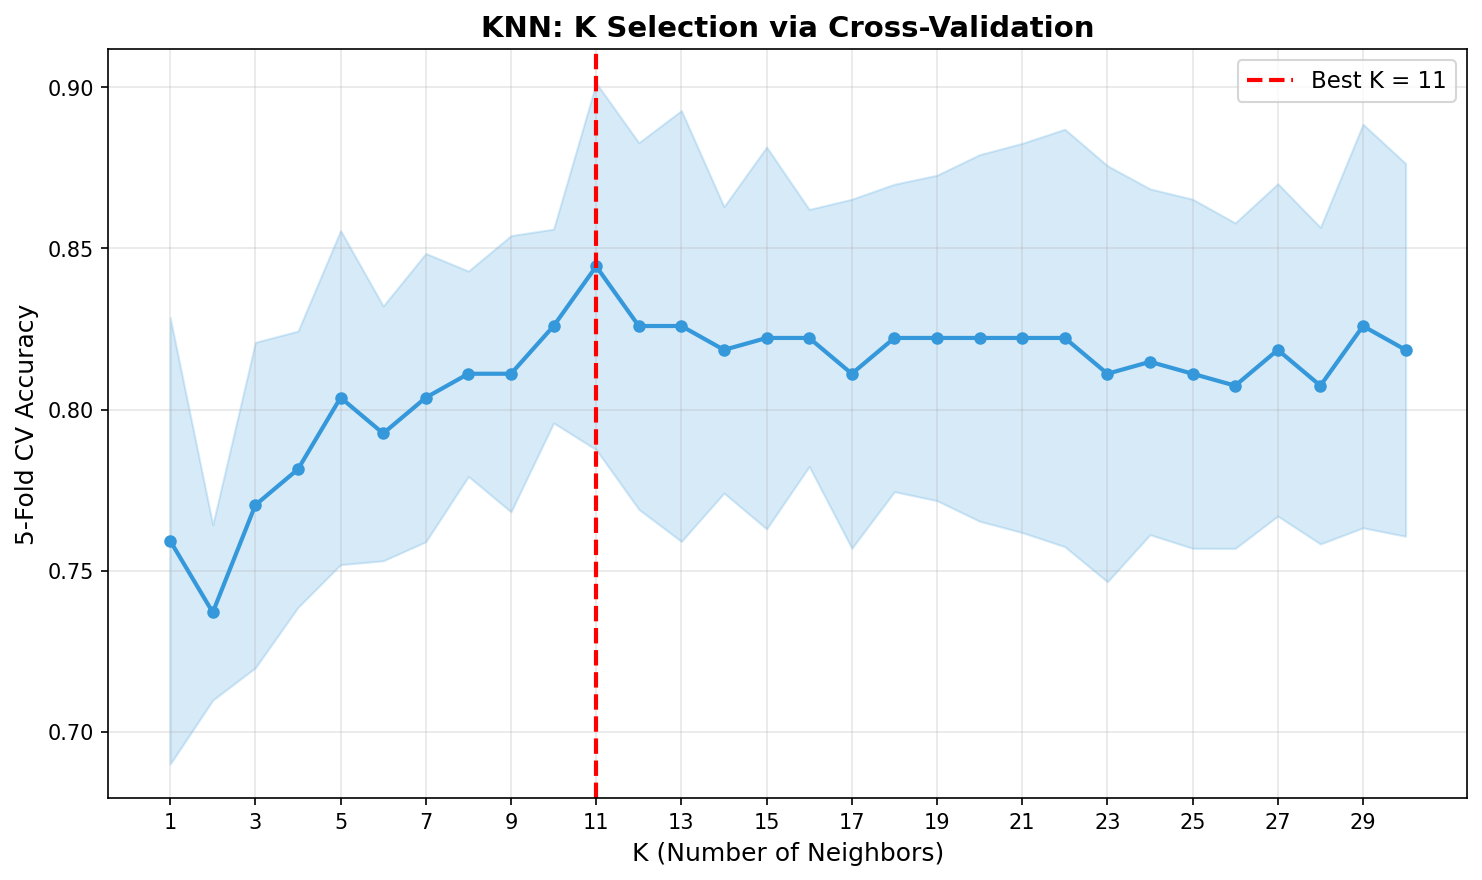 KNN: K Selection via Cross-Validation
Best K = 11
5-Fold CV Accuracy
0.90
0.85
0.80
0.75
0.70
1 3 5 7 9 11 13 15 17 19 21 23 25 27 29
K (Number of Neighbors)